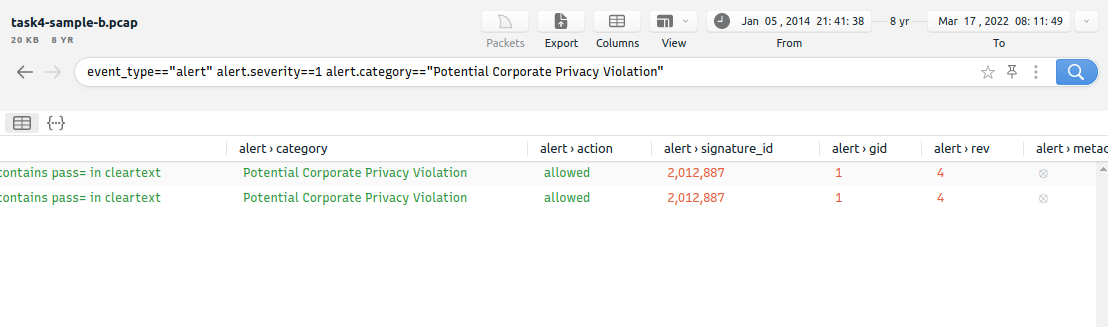 task4-sample-b.pcap
20 KB 8 YR
Packets
Export
Columns
View
Jan 05 , 2014 21:41:38
From
8 yr
Mar 17 , 2022 08:11:49
To
event_type=="alert" alert.severity==1 alert.category=="Potential Corporate Privacy Violation"
alert › category alert › action alert › signature_id alert › gid alert › rev alert › metac
contains pass= in cleartext Potential Corporate Privacy Violation allowed 2,012,887 1 4
contains pass= in cleartext Potential Corporate Privacy Violation allowed 2,012,887 1 4